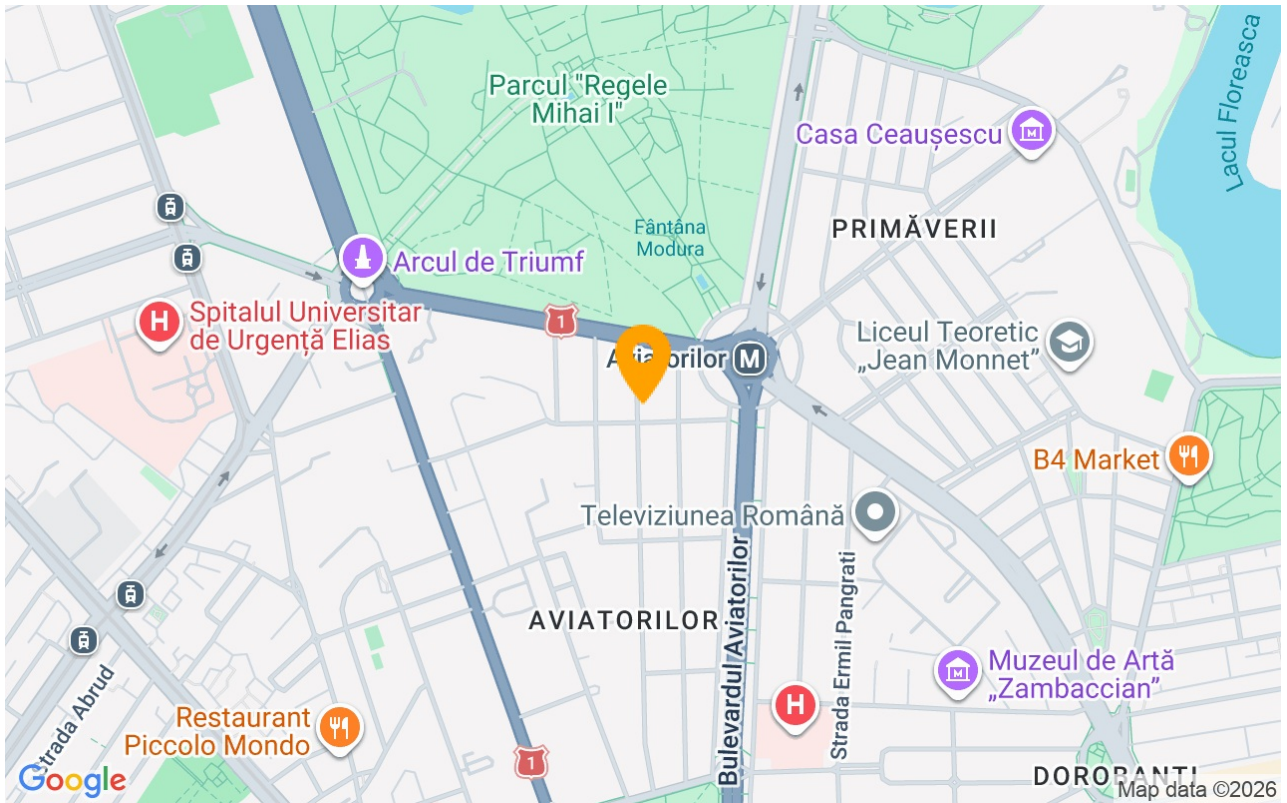 Parcul "Regele
Mihai I"
Casa Ceaușescu
Lacul Floreasca
Fântâna
Modura
PRIMĂVERII
Arcul de Triumf
H
Spitalul Universitar
de Urgență Elias
1
Aviatorilor
M
Liceul Teoretic
„Jean Monnet”
B4 Market
Televiziunea Română
AVIATORILOR
Bulevardul Aviatorilor
Strada Ermil Pangrati
Muzeul de Artă
„Zambaccian”
H
Strada Abrud
Restaurant
Piccolo Mondo
1
DOROBANȚI
Google
Map data ©2026